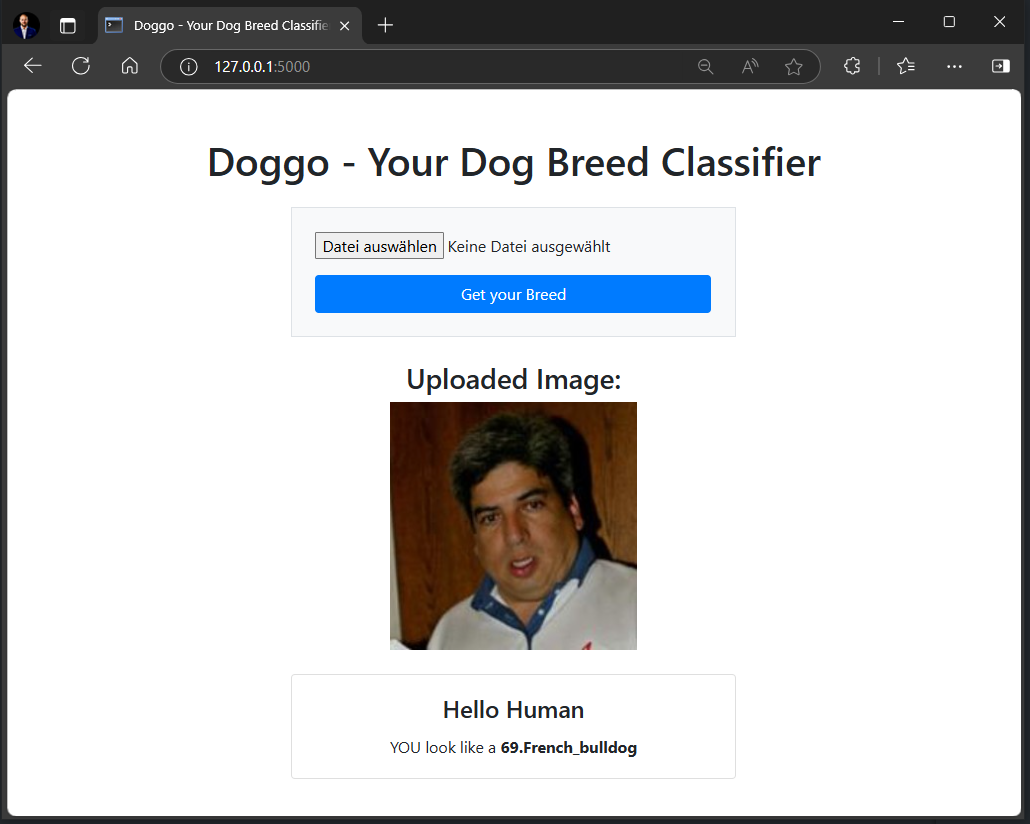 Doggo - Your Dog Breed Classifie
127.0.0.1:5000
Doggo - Your Dog Breed Classifier
Datei auswählen Keine Datei ausgewählt
Get your Breed
Uploaded Image:
Hello Human
YOU look like a 69.French_bulldog